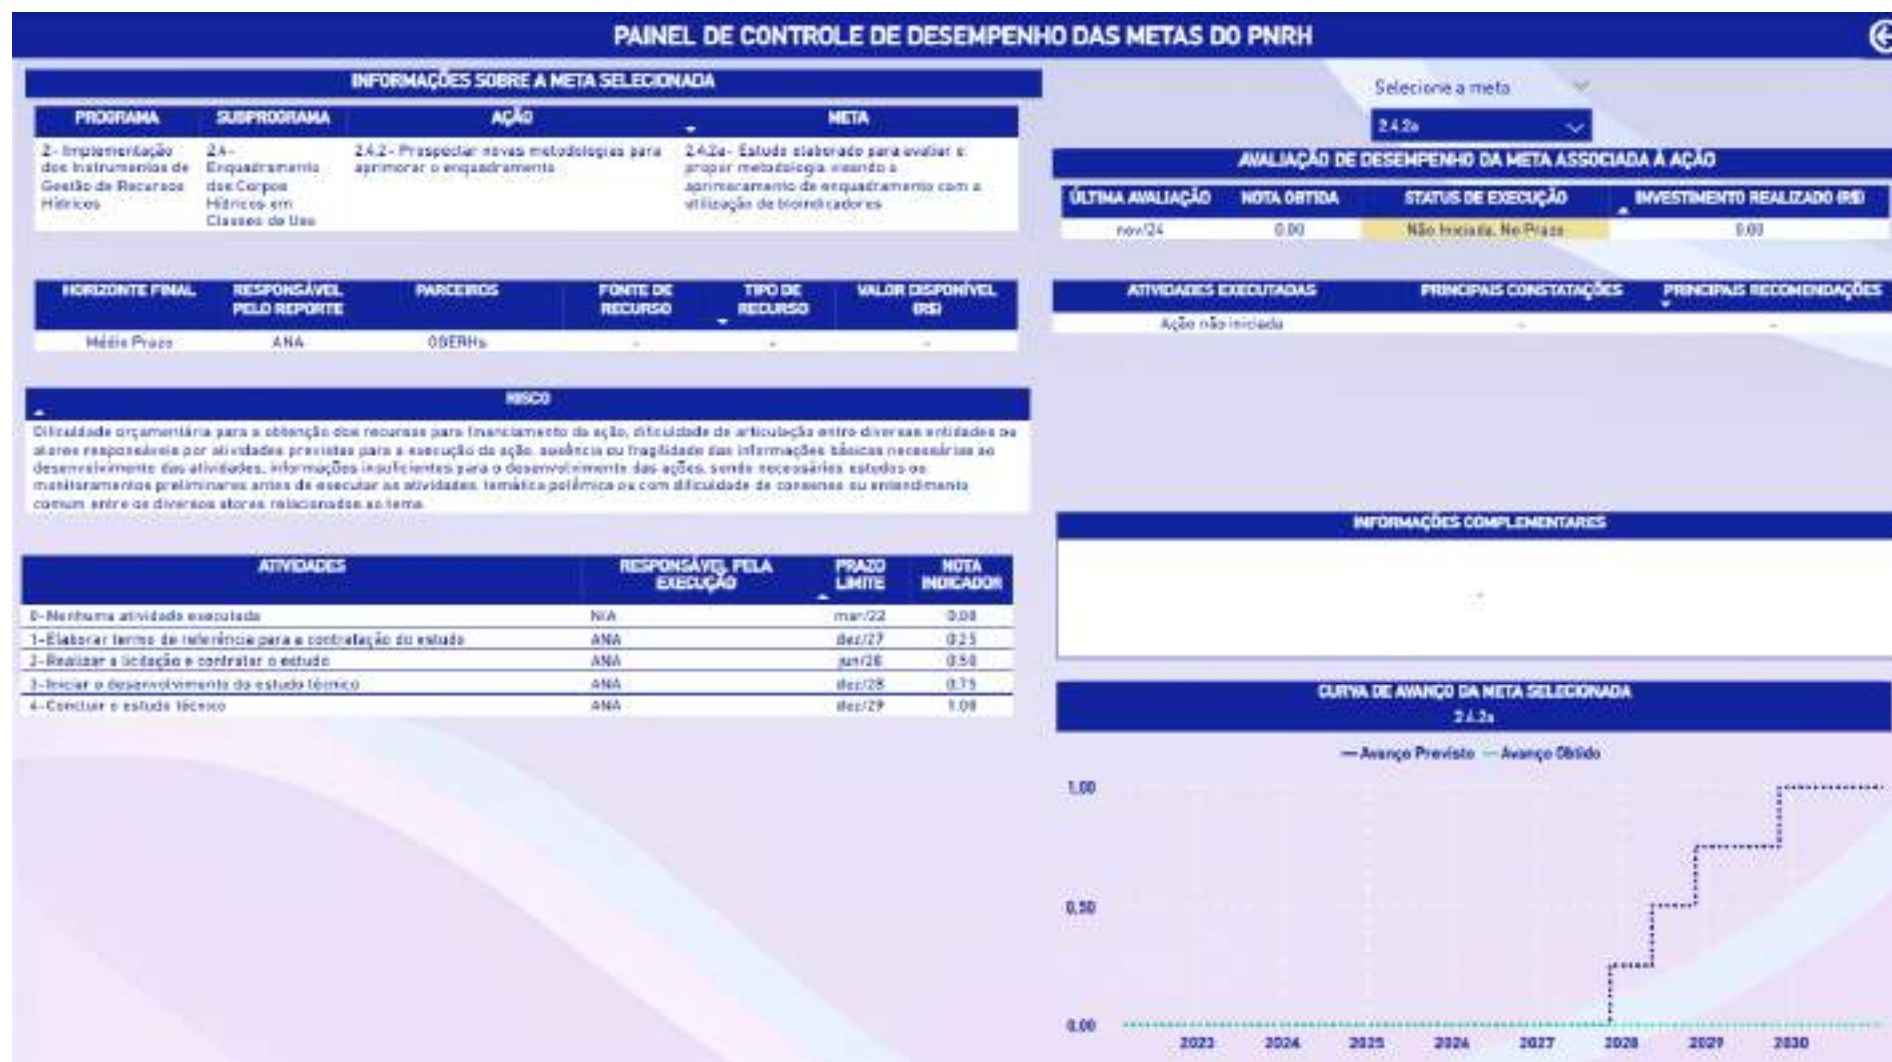 PAINEL DE CONTROLE DE DESEMPENHO DAS METAS DO PNRH
INFORMAÇÕES SOBRE A META SELECIONADA
PROGRAMA SUBPROGRAMA AÇÃO META
2- Implementação dos Instrumentos de Gestão de Recursos Hídricos
2.4- Enquadramento dos Corpos Hídricos em Classes de Uso
2.4.2- Prospectar novas metodologias para aprimorar o enquadramento
2.4.2a- Estudo elaborado para avaliar e propor metodologia visando o aprimoramento de enquadramento com a utilização de bioindicadores
HORIZONTE FINAL RESPONSÁVEL PELO REPORTE PARCEIROS FONTE DE RECURSO TIPO DE RECURSO VALOR DISPONÍVEL (R$)
Médio Prazo ANA OGERHs - - -
RISCO
Dificuldade orçamentária para a obtenção dos recursos para financiamento da ação, dificuldade de articulação entre diversas entidades ou
atores responsáveis por atividades previstas para a execução da ação, ausência ou fragilidade das informações básicas necessárias ao
desenvolvimento das atividades, informações insuficientes para o desenvolvimento das ações, sendo necessários estudos ou
monitoramentos preliminares antes de executar as atividades, temática polêmica ou com dificuldade de consenso ou entendimento
comum entre os diversos atores relacionados ao tema
ATIVIDADES RESPONSÁVEL PELA EXECUÇÃO PRAZO LIMITE NOTA INDICADOR
0-Nenhuma atividade executada N/A mar/22 0.00
1-Elaborar termo de referência para a contratação do estudo ANA dez/27 0.25
2-Realizar a licitação e contratar o estudo ANA jun/28 0.50
3-Iniciar o desenvolvimento do estudo técnico ANA dez/28 0.75
4-Concluir o estudo técnico ANA dez/29 1.00
Selecione a meta
2.4.2a
AVALIAÇÃO DE DESEMPENHO DA META ASSOCIADA À AÇÃO
ÚLTIMA AVALIAÇÃO NOTA OBTIDA STATUS DE EXECUÇÃO INVESTIMENTO REALIZADO (R$)
nov/24 0.00 Não Iniciada, No Prazo 0.00
ATIVIDADES EXECUTADAS PRINCIPAIS CONSTATAÇÕES PRINCIPAIS RECOMENDAÇÕES
Ação não iniciada - -
INFORMAÇÕES COMPLEMENTARES
-
CURVA DE AVANÇO DA META SELECIONADA
2.4.2a
Avanço Previsto Avanço Obtido
1.00
0.50
0.00
2023 2024 2025 2026 2027 2028 2029 2030